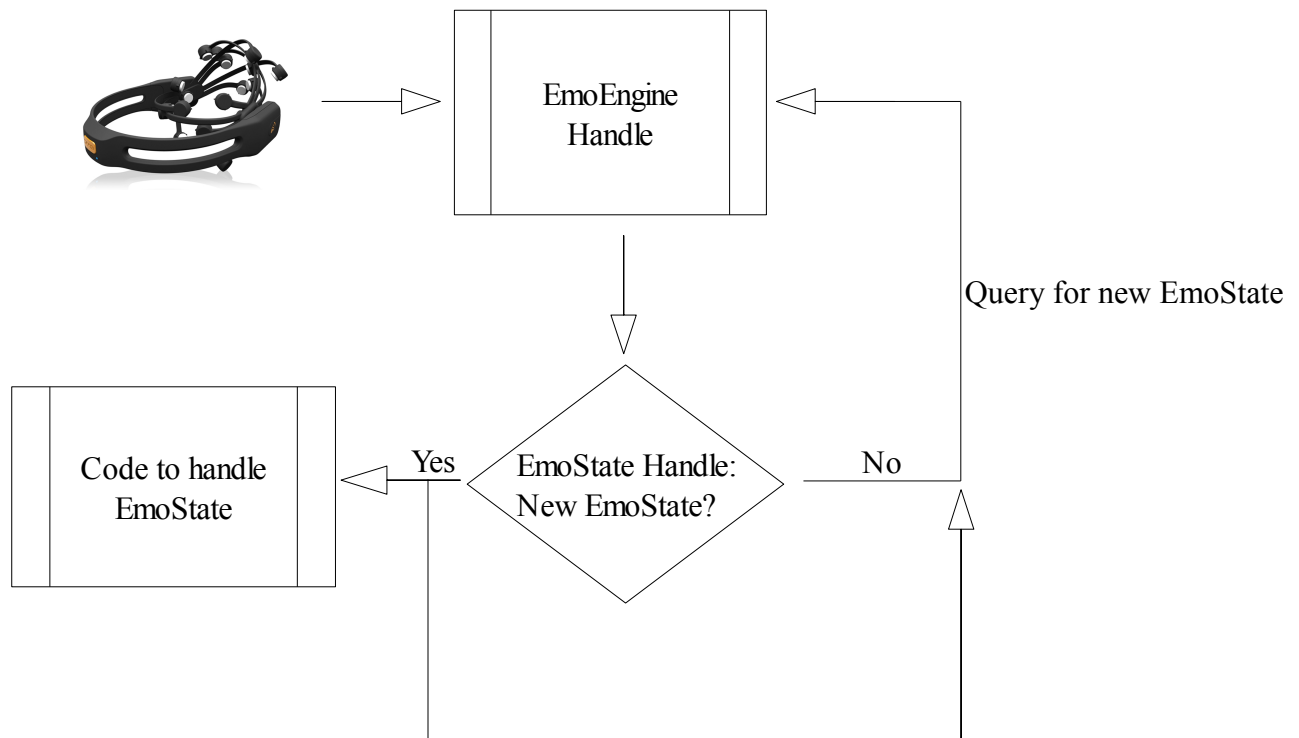 EmoEngine
Handle
Query for new EmoState
Code to handle
EmoState
Yes
EmoState Handle:
New EmoState?
No